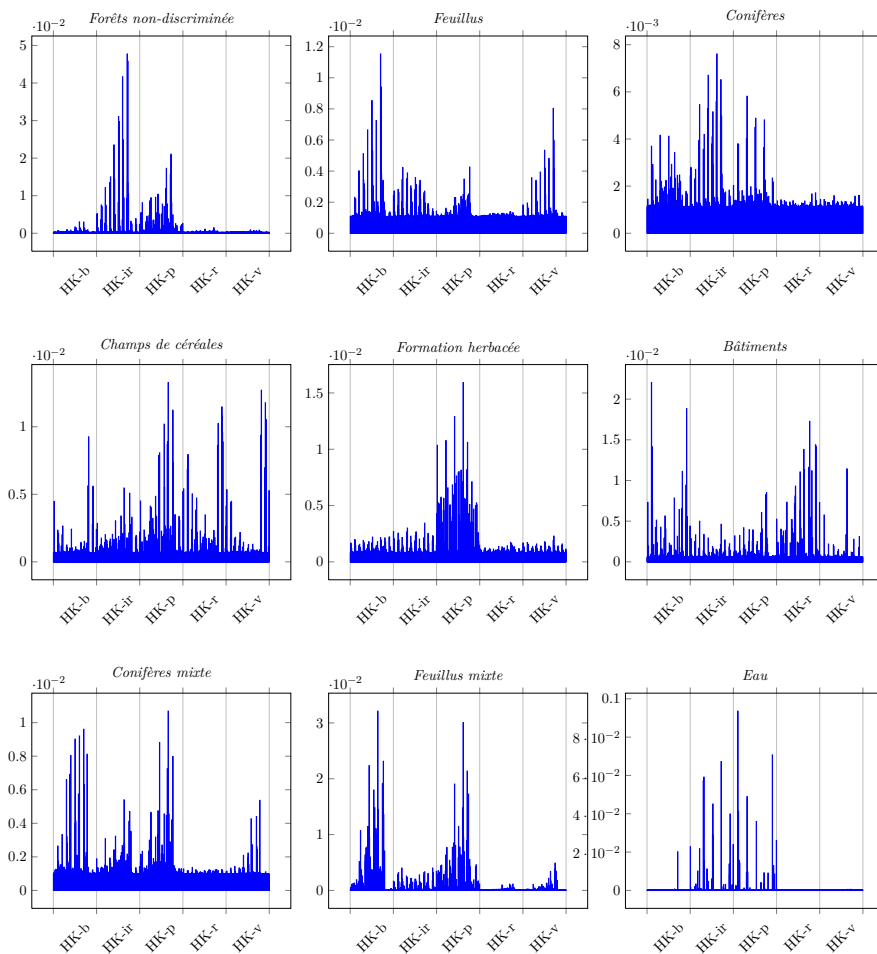 Forêts non-discriminée
·10⁻²
5
4
3
2
1
0
HK-b
HK-ir
HK-p
HK-r
HK-v
Feuillus
·10⁻²
1.2
1
0.8
0.6
0.4
0.2
0
HK-b
HK-ir
HK-p
HK-r
HK-v
Conifères
·10⁻³
8
6
4
2
0
HK-b
HK-ir
HK-p
HK-r
HK-v
Champs de céréales
·10⁻²
1
0.5
0
HK-b
HK-ir
HK-p
HK-r
HK-v
Formation herbacée
·10⁻²
1.5
1
0.5
0
HK-b
HK-ir
HK-p
HK-r
HK-v
Bâtiments
·10⁻²
2
1
0
HK-b
HK-ir
HK-p
HK-r
HK-v
Conifères mixte
·10⁻²
1
0.8
0.6
0.4
0.2
0
HK-b
HK-ir
HK-p
HK-r
HK-v
Feuillus mixte
·10⁻²
3
2
1
0
HK-b
HK-ir
HK-p
HK-r
HK-v
Eau
0.1
8 · 10⁻²
6 · 10⁻²
4 · 10⁻²
2 · 10⁻²
0
HK-b
HK-ir
HK-p
HK-r
HK-v